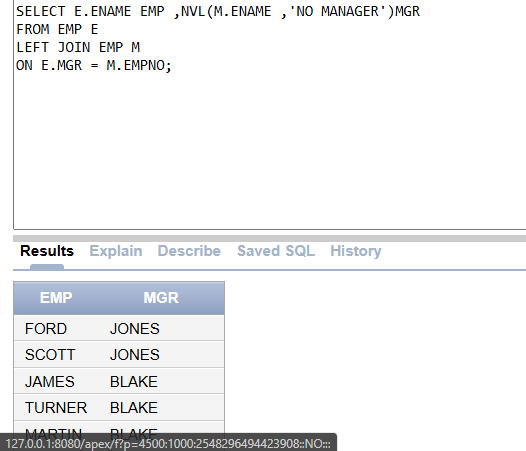 SELECT E.ENAME EMP ,NVL(M.ENAME ,'NO MANAGER')MGR
FROM EMP E
LEFT JOIN EMP M
ON E.MGR = M.EMPNO;
Results Explain Describe Saved SQL History
EMP MGR
FORD JONES
SCOTT JONES
JAMES BLAKE
TURNER BLAKE
MARTIN BLAKE
127.0.0.1:8080/apex/f?p=4500:1000:2548296494423908::NO:::